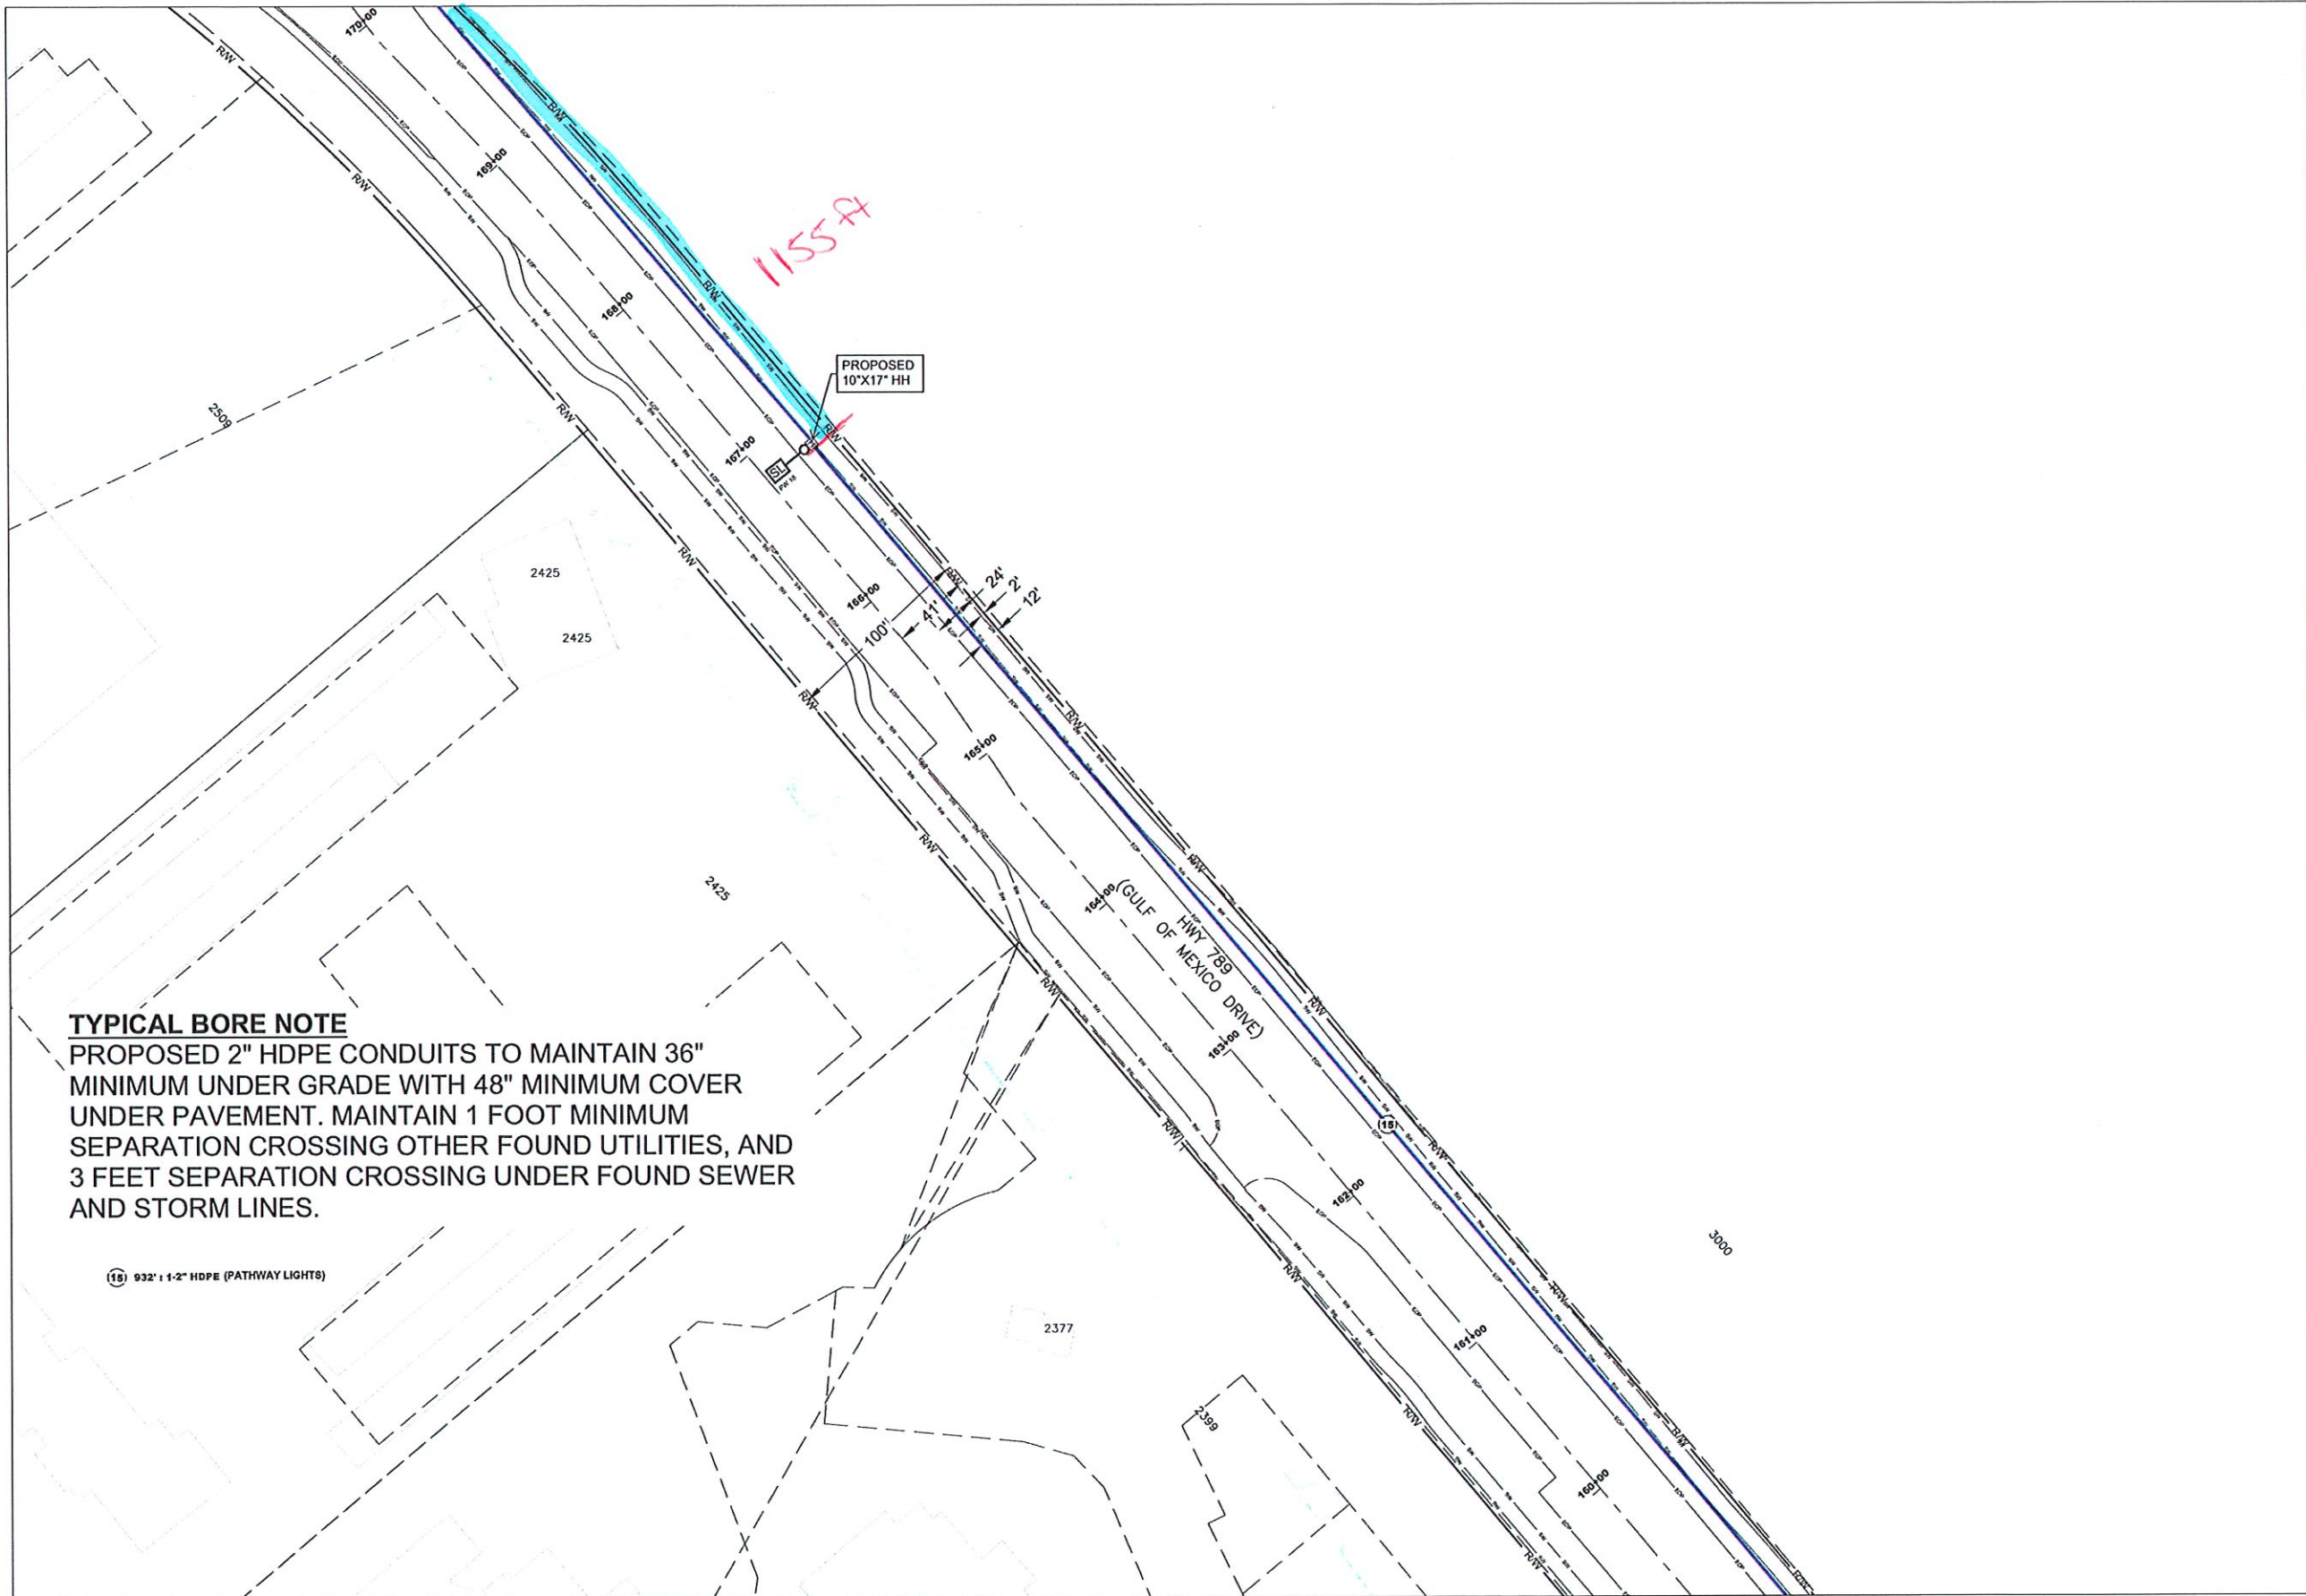 170+00
R/W
R/W
169+00
R/W
1155 ft
R/W
168+00
PROPOSED
10"X17" HH
2509
R/W
R/W
167+00
SL
R/W
2425
2425
166+00
R/W
24'
2'
12'
41'
100'
R/W
R/W
165+00
R/W
R/W
2425
164+00
HWY 789
(GULF OF MEXICO DRIVE)
163+00
R/W
R/W
TYPICAL BORE NOTE
PROPOSED 2" HDPE CONDUITS TO MAINTAIN 36"
MINIMUM UNDER GRADE WITH 48" MINIMUM COVER
UNDER PAVEMENT. MAINTAIN 1 FOOT MINIMUM
SEPARATION CROSSING OTHER FOUND UTILITIES, AND
3 FEET SEPARATION CROSSING UNDER FOUND SEWER
AND STORM LINES.
(15)
R/W
R/W
162+00
3000
(15) 932' : 1-2" HDPE (PATHWAY LIGHTS)
R/W
R/W
2377
161+00
2399
R/W
R/W
160+00
R/W
R/W